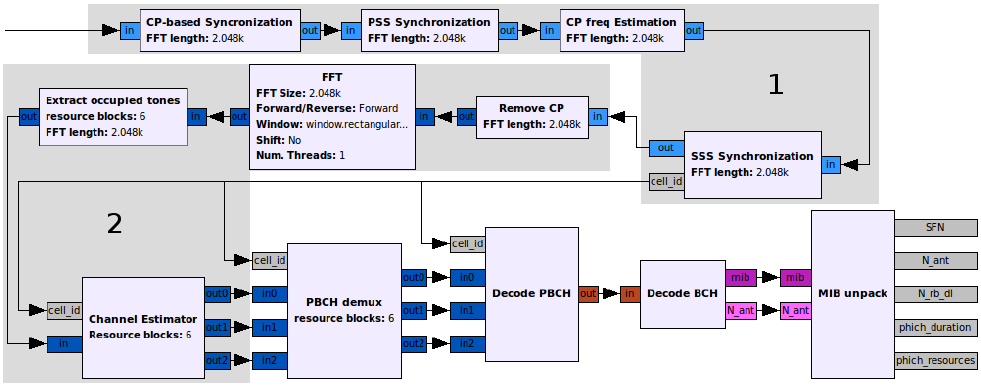 in
CP-based Syncronization
FFT length: 2.048k
out
in
PSS Synchronization
FFT length: 2.048k
out
in
CP freq Estimation
FFT length: 2.048k
out
1
out
Extract occupied tones
resource blocks: 6
FFT length: 2.048k
in
out
FFT
FFT Size: 2.048k
Forward/Reverse: Forward
Window: window.rectangular...
Shift: No
Num. Threads: 1
in
out
Remove CP
FFT length: 2.048k
in
out
cell_id
SSS Synchronization
FFT length: 2.048k
in
2
cell_id
in
Channel Estimator
Resource blocks: 6
out0
out1
out2
cell_id
in0
in1
in2
PBCH demux
resource blocks: 6
out0
out1
out2
cell_id
in0
in1
in2
Decode PBCH
out
in
Decode BCH
mib
N_ant
mib
N_ant
MIB unpack
SFN
N_ant
N_rb_dl
phich_duration
phich_resources